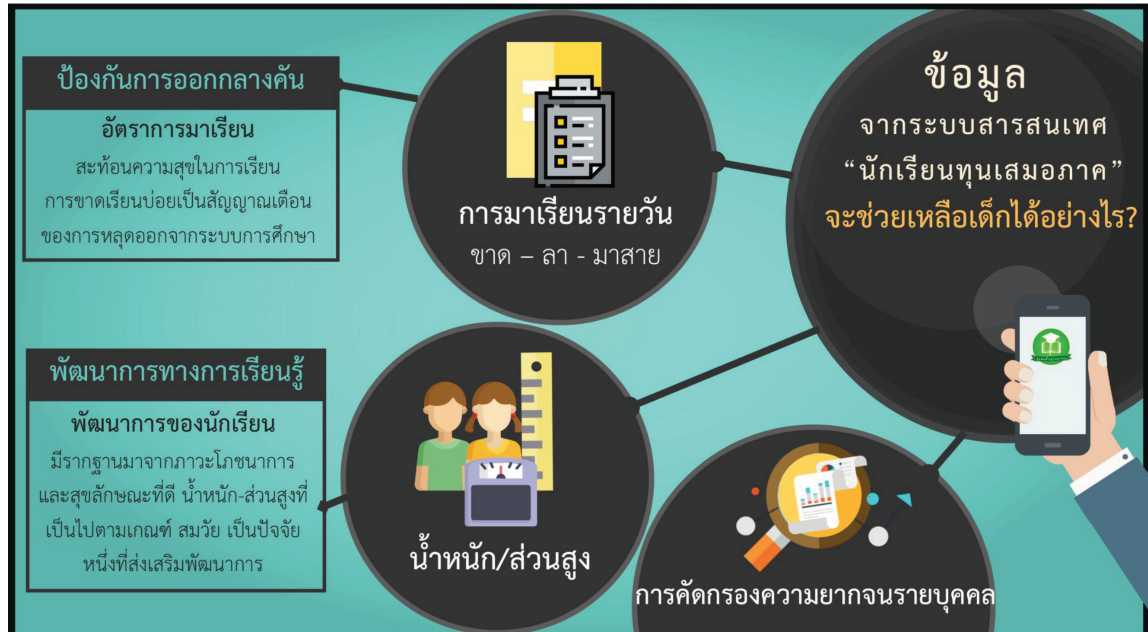 ข้อมูล
จากระบบสารสนเทศ
“นักเรียนทุนเสมอภาค”
จะช่วยเหลือเด็กได้อย่างไร?
ป้องกันการออกกลางคัน
อัตราการมาเรียน
สะท้อนความสุขในการเรียน
การขาดเรียนบ่อยเป็นสัญญาณเตือน
ของการหลุดออกจากระบบการศึกษา
การมาเรียนรายวัน
ขาด – ลา - มาสาย
พัฒนาการทางการเรียนรู้
พัฒนาการของนักเรียน
มีรากฐานมาจากภาวะโภชนาการ
และสุขลักษณะที่ดี น้ำหนัก-ส่วนสูงที่
เป็นไปตามเกณฑ์ สมวัย เป็นปัจจัย
หนึ่งที่ส่งเสริมพัฒนาการ
น้ำหนัก/ส่วนสูง
การคัดกรองความยากจนรายบุคคล